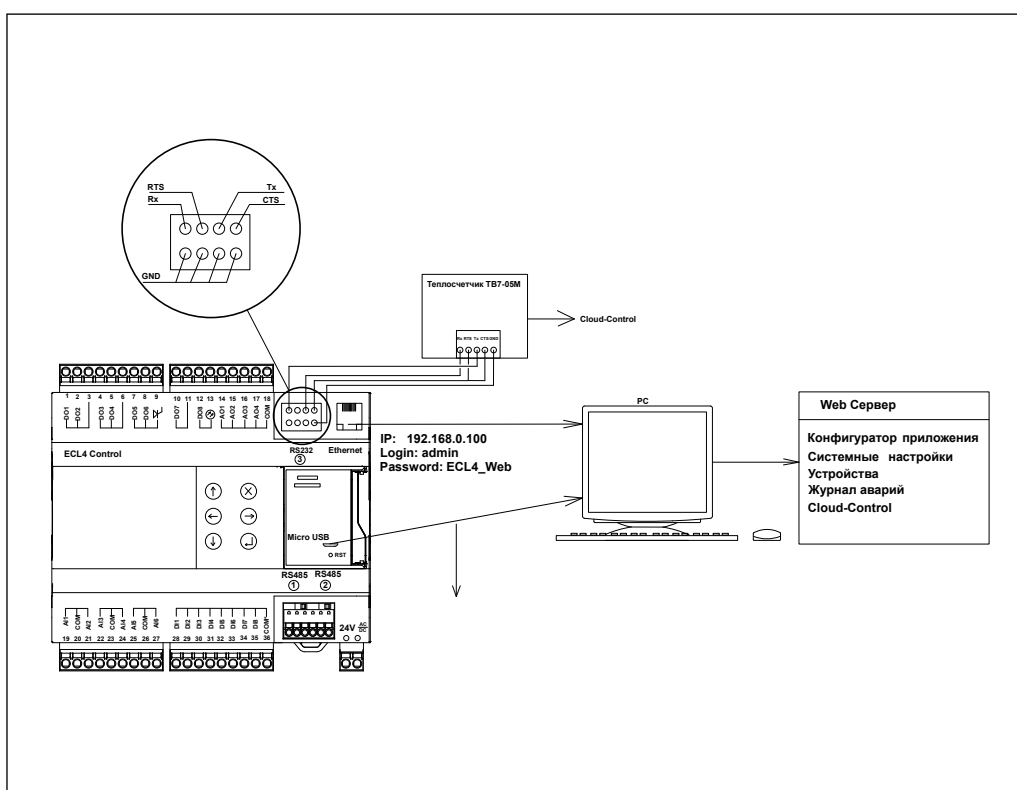 RTS Tx
Rx CTS
GND
Теплосчетчик ТВ7-05М
Rx RTS Tx CTS GND
Cloud-Control
1 2 3 4 5 6 7 8 9 10 11 12 13 14 15 16 17 18
DO1 DO2 DO3 DO4 DO5 DO6 DO7 DO8 AO1 AO2 AO3 AO4 COM
ECL4 Control
RS232
3
Ethernet
IP: 192.168.0.100
Login: admin
Password: ECL4_Web
PC
Web Сервер
Конфигуратор приложения
Системные настройки
Устройства
Журнал аварий
Cloud-Control
Micro USB
RST
RS485 RS485
1 2
AI1 COM AI2 AI3 COM AI4 AI5 COM AI6 DI1 DI2 DI3 DI4 DI5 DI6 DI7 DI8 COM
19 20 21 22 23 24 25 26 27 28 29 30 31 32 33 34 35 36
24V